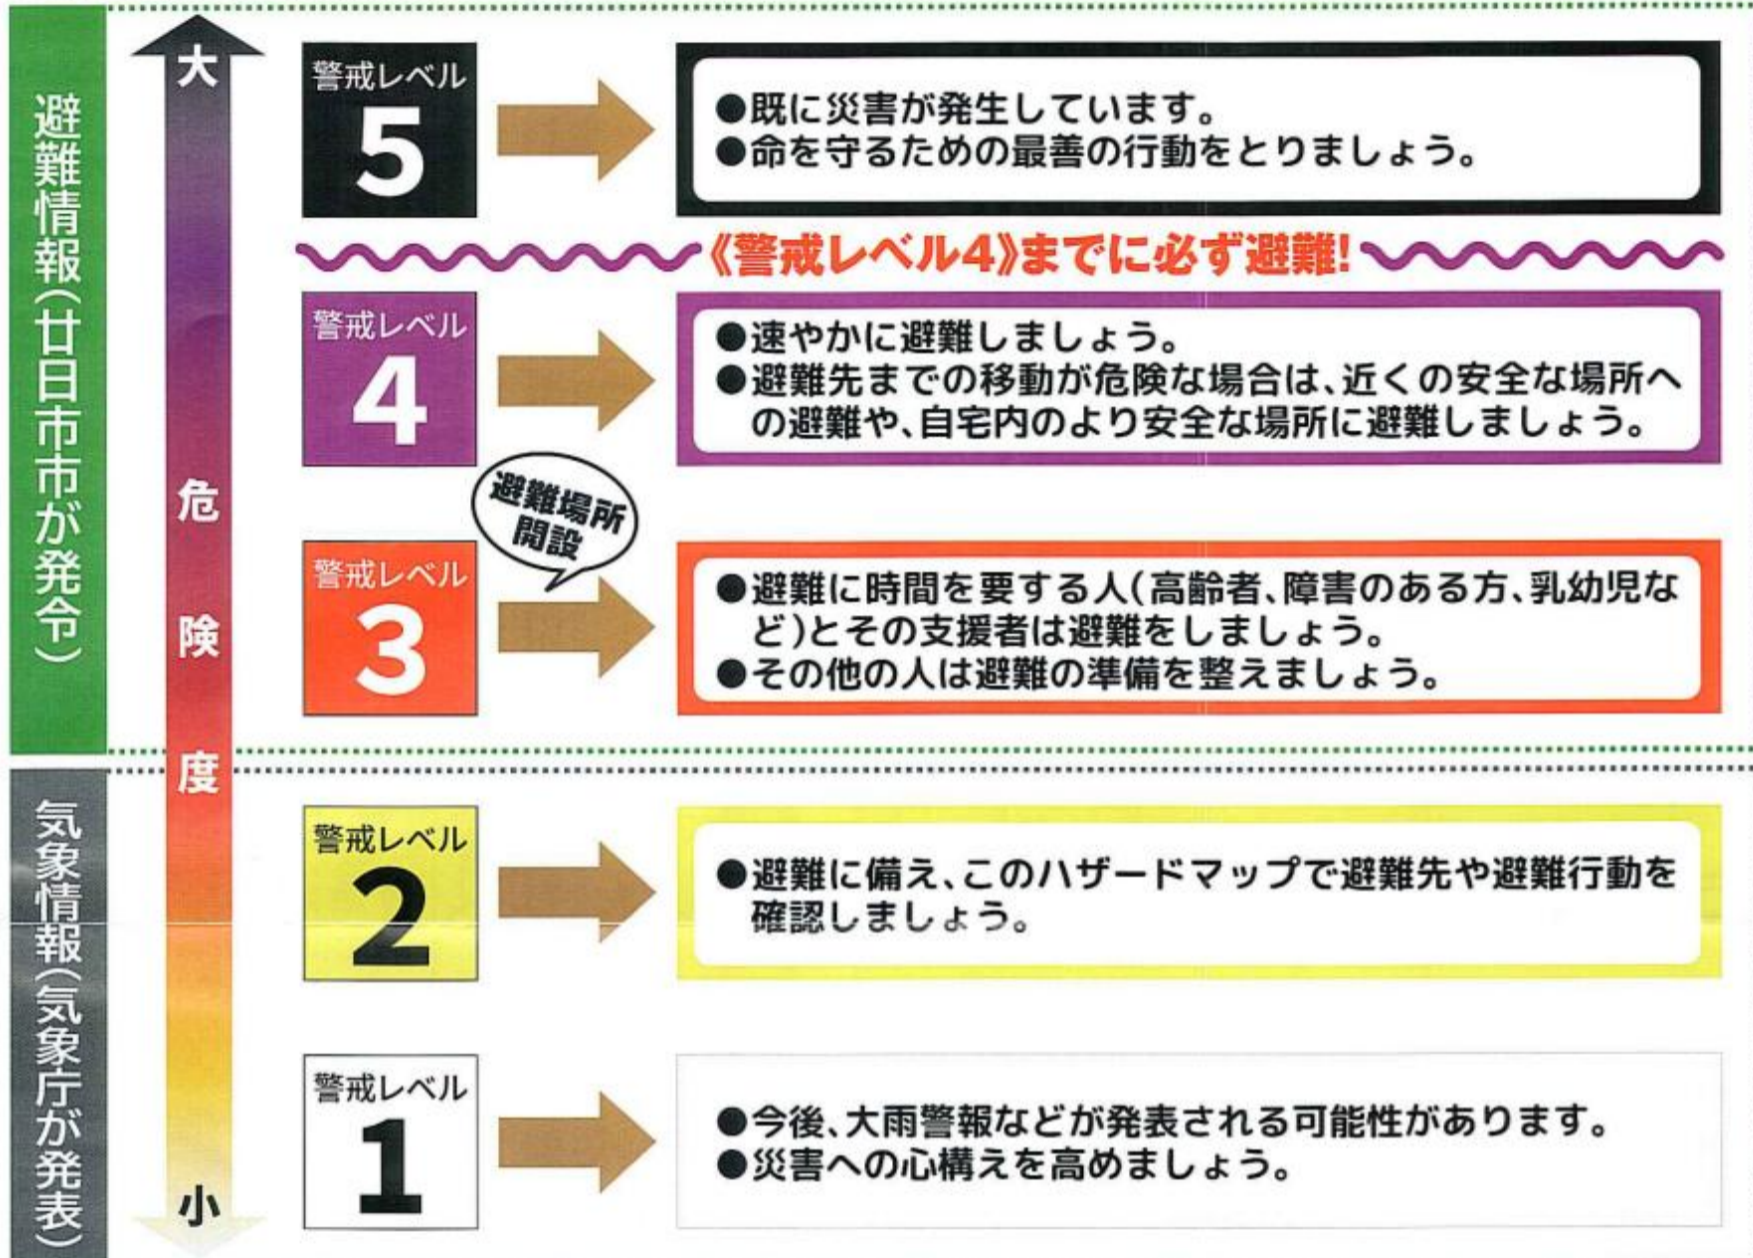 避難情報(廿日市市が発令)
大
危険度
小
警戒レベル
5
●既に災害が発生しています。
●命を守るための最善の行動をとりましょう。
《警戒レベル4》までに必ず避難!
警戒レベル
4
●速やかに避難しましょう。
●避難先までの移動が危険な場合は、近くの安全な場所へ
の避難や、自宅内のより安全な場所に避難しましょう。
避難場所
開設
警戒レベル
3
●避難に時間を要する人(高齢者、障害のある方、乳幼児な
ど)とその支援者は避難をしましょう。
●その他の人は避難の準備を整えましょう。
気象情報(気象庁が発表)
警戒レベル
2
●避難に備え、このハザードマップで避難先や避難行動を
確認しましょう。
警戒レベル
1
●今後、大雨警報などが発表される可能性があります。
●災害への心構えを高めましょう。